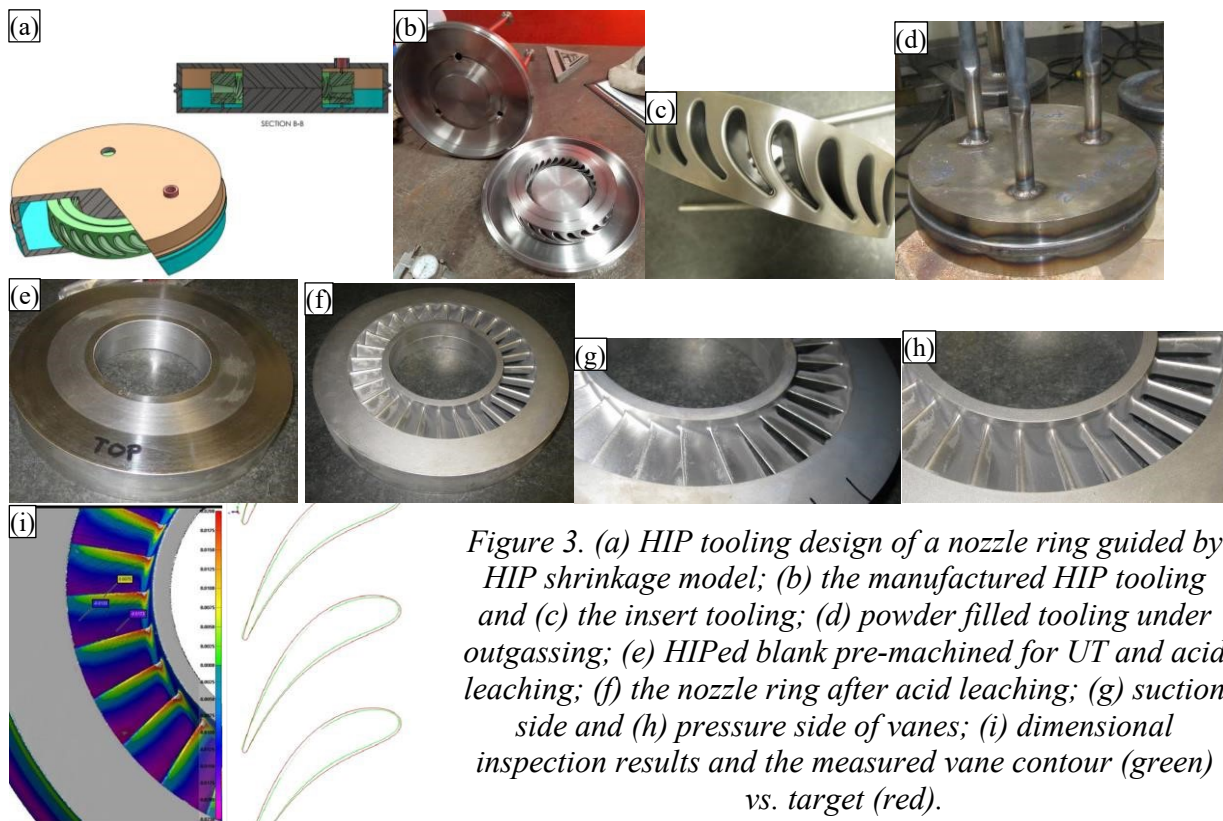 (a)
SECTION B-B
(b)
(c)
(d)
(e)
TOP
(f)
(g)
(h)
(i)
Figure 3. (a) HIP tooling design of a nozzle ring guided by
HIP shrinkage model; (b) the manufactured HIP tooling
and (c) the insert tooling; (d) powder filled tooling under
outgassing; (e) HIPed blank pre-machined for UT and acid
leaching; (f) the nozzle ring after acid leaching; (g) suction
side and (h) pressure side of vanes; (i) dimensional
inspection results and the measured vane contour (green)
vs. target (red).